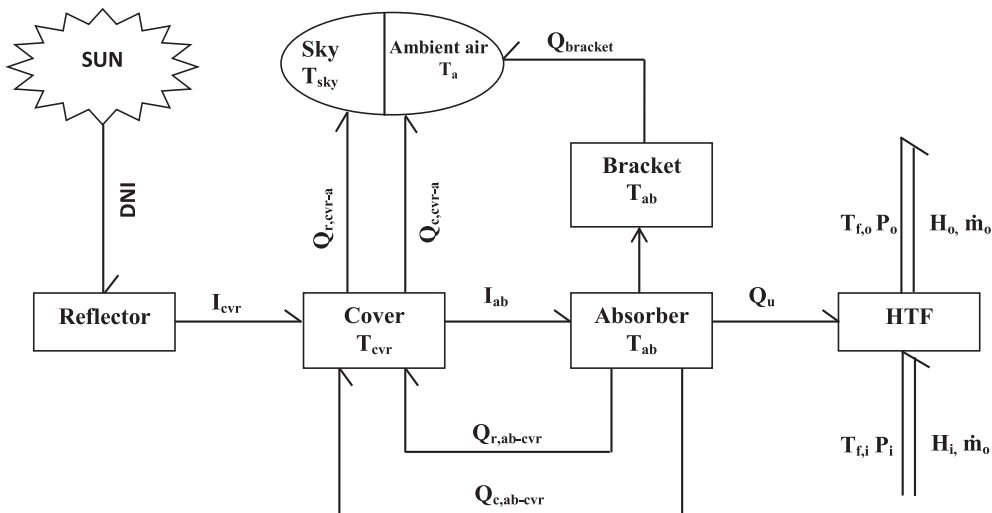 SUN
Sky
T_sky
Ambient air
T_a
Q_bracket
Bracket
T_ab
DNI
Q_r,cvr-a
Q_c,cvr-a
T_f,o P_o
H_o, ṁ_o
Reflector
I_cvr
Cover
T_cvr
I_ab
Absorber
T_ab
Q_u
HTF
Q_r,ab-cvr
Q_c,ab-cvr
T_f,i P_i
H_i, ṁ_o